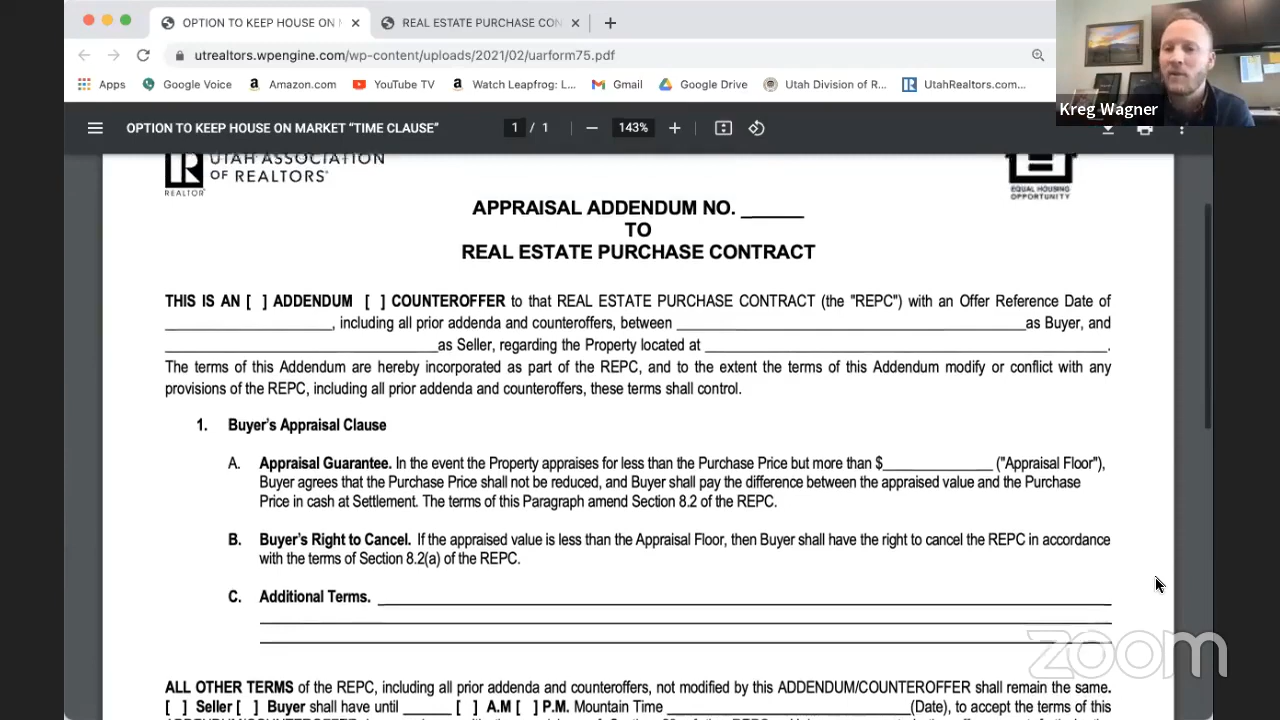 OPTION TO KEEP HOUSE ON M
REAL ESTATE PURCHASE CON
utrealtors.wpengine.com/wp-content/uploads/2021/02/uarform75.pdf
Apps Google Voice Amazon.com YouTube TV Watch Leapfrog: L... Gmail Google Drive Utah Division of R... UtahRealtors.com...
Kreg Wagner
OPTION TO KEEP HOUSE ON MARKET "TIME CLAUSE" 1 / 1 143%
REALTOR
UTAH ASSOCIATION
OF REALTORS®
EQUAL HOUSING
OPPORTUNITY
APPRAISAL ADDENDUM NO. _____
TO
REAL ESTATE PURCHASE CONTRACT
THIS IS AN [ ] ADDENDUM [ ] COUNTEROFFER to that REAL ESTATE PURCHASE CONTRACT (the "REPC") with an Offer Reference Date of
_________________, including all prior addenda and counteroffers, between ____________________________________as Buyer, and
____________________________as Seller, regarding the Property located at _________________________________________.
The terms of this Addendum are hereby incorporated as part of the REPC, and to the extent the terms of this Addendum modify or conflict with any
provisions of the REPC, including all prior addenda and counteroffers, these terms shall control.
1. Buyer's Appraisal Clause
A. Appraisal Guarantee. In the event the Property appraises for less than the Purchase Price but more than $___________ ("Appraisal Floor"),
Buyer agrees that the Purchase Price shall not be reduced, and Buyer shall pay the difference between the appraised value and the Purchase
Price in cash at Settlement. The terms of this Paragraph amend Section 8.2 of the REPC.
B. Buyer's Right to Cancel. If the appraised value is less than the Appraisal Floor, then Buyer shall have the right to cancel the REPC in accordance
with the terms of Section 8.2(a) of the REPC.
C. Additional Terms. ___________________________________________
zoom
ALL OTHER TERMS of the REPC, including all prior addenda and counteroffers, not modified by this ADDENDUM/COUNTEROFFER shall remain the same.
[ ] Seller [ ] Buyer shall have until ______ [ ] A.M [ ] P.M. Mountain Time _________________________(Date), to accept the terms of this